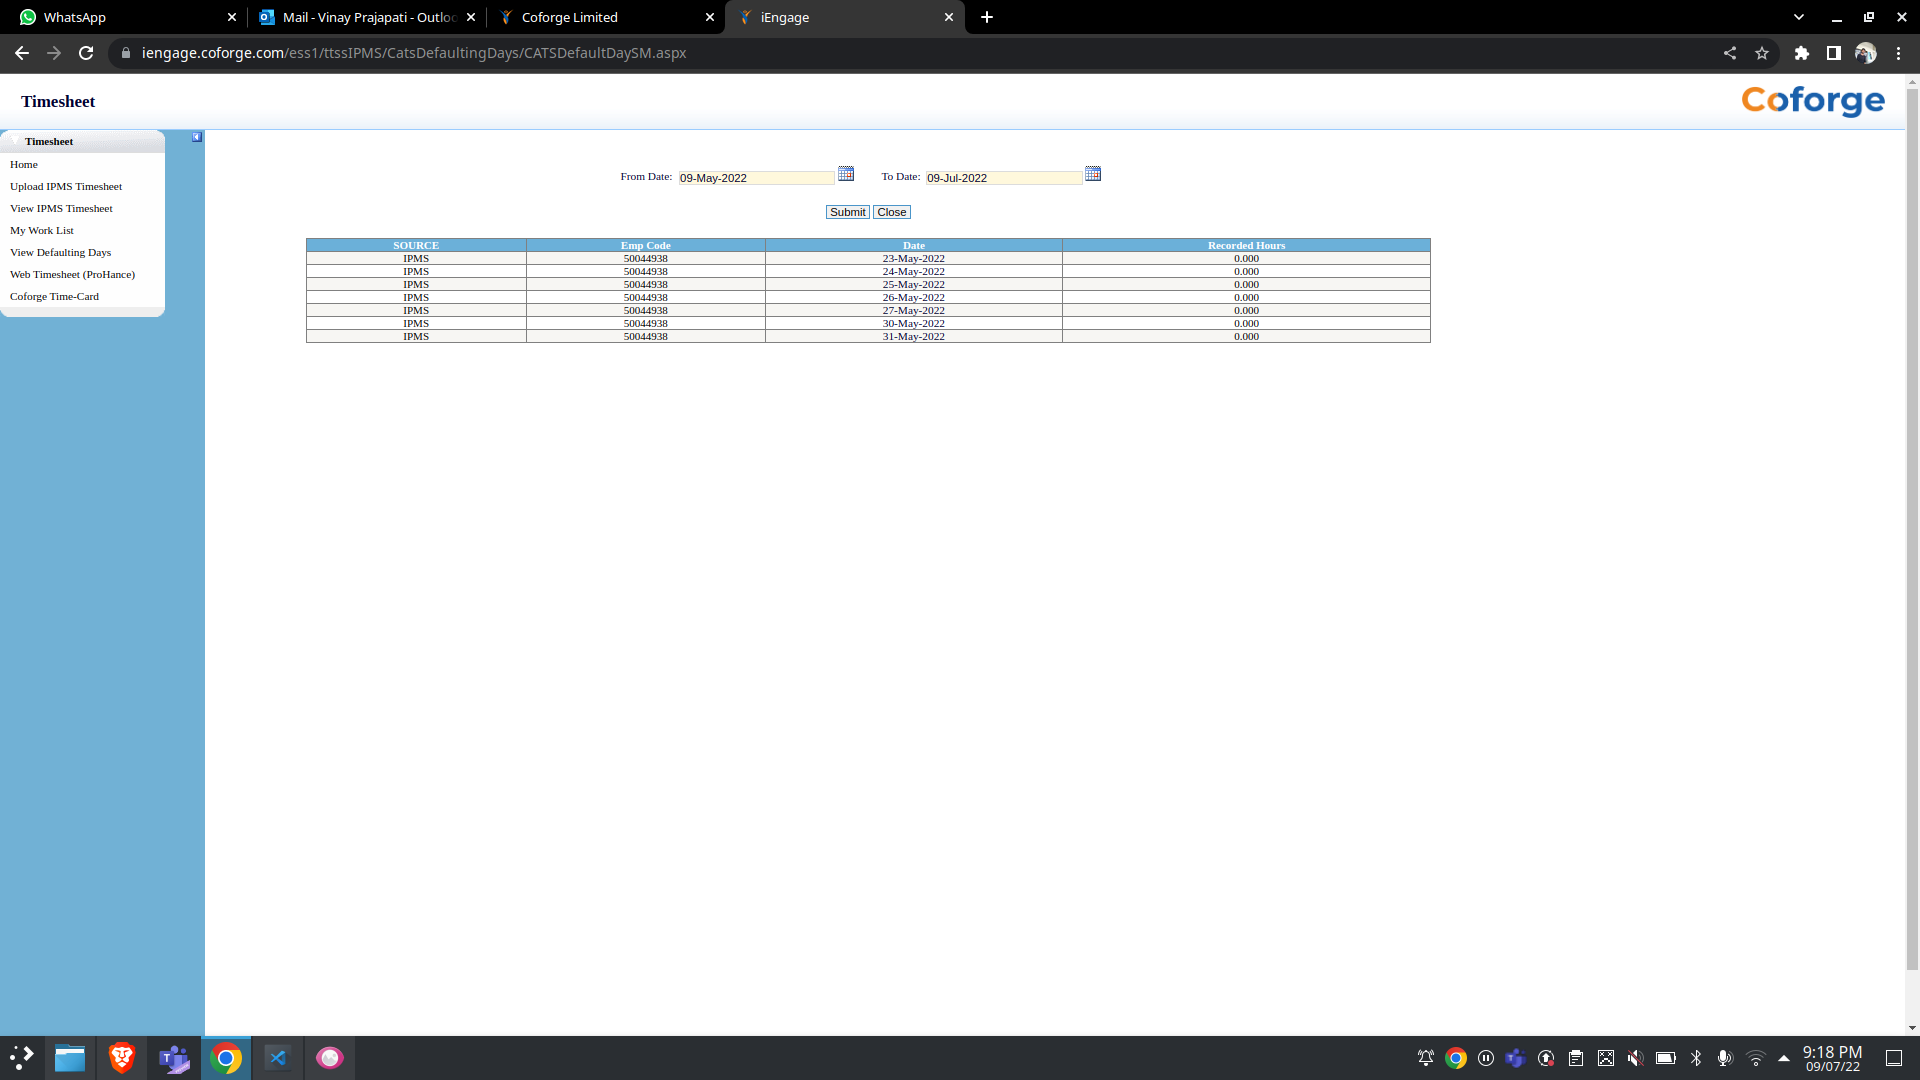 WhatsApp
Mail - Vinay Prajapati - Outloo
Coforge Limited
iEngage
iengage.coforge.com/ess1/ttssIPMS/CatsDefaultingDays/CATSDefaultDaySM.aspx
Timesheet
Coforge
Timesheet
Home
Upload IPMS Timesheet
View IPMS Timesheet
My Work List
View Defaulting Days
Web Timesheet (ProHance)
Coforge Time-Card
From Date: 09-May-2022 To Date: 09-Jul-2022
Submit Close
SOURCE Emp Code Date Recorded Hours
IPMS 50044938 23-May-2022 0.000
IPMS 50044938 24-May-2022 0.000
IPMS 50044938 25-May-2022 0.000
IPMS 50044938 26-May-2022 0.000
IPMS 50044938 27-May-2022 0.000
IPMS 50044938 30-May-2022 0.000
IPMS 50044938 31-May-2022 0.000
9:18 PM
09/07/22